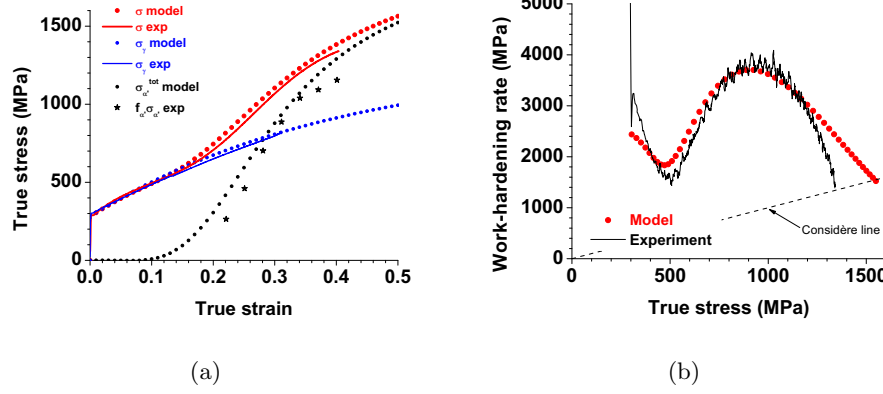 1500
1000
500
0
True stress (MPa)
σ model
σ exp
σγ model
σγ exp
σα'tot model
fα'σα' exp
0.0 0.1 0.2 0.3 0.4 0.5
True strain
(a)
5000
4000
3000
2000
1000
0
Work-hardening rate (MPa)
Model
Experiment
Considère line
0 500 1000 1500
True stress (MPa)
(b)